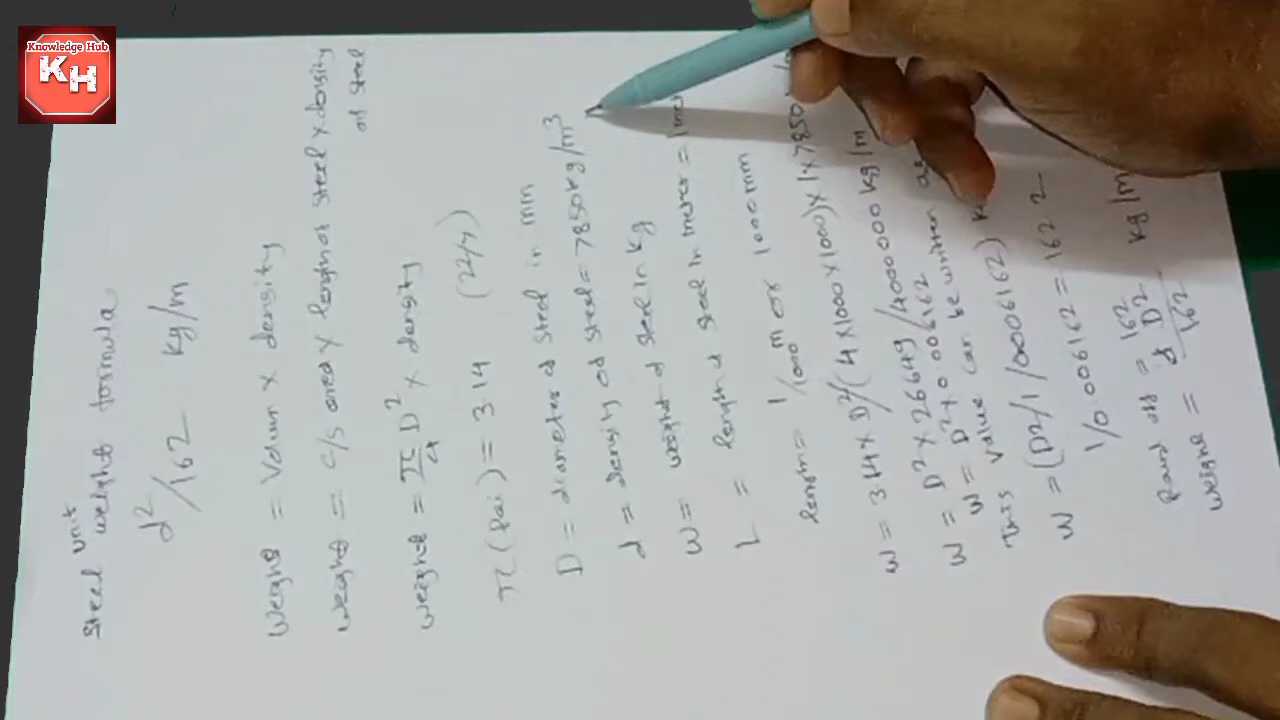 Knowledge Hub
KH
Steel unit weight formula
d²/162 kg/m
Weight = Volum x density
Weight = c/s area x length of steel x density of steel
Weight = π/4 D² x density
π (Pai) = 3.14 (22/7)
D = diameter of steel in mm
d = density of steel = 7850 kg/m3
W = weight of steel in kg
L = length of steel in meter = 1
length = 1/1000 m or 1000 mm
W = 3.14 x D²/(4 x 1000 x 1000) x 1 x 7850
W = D² x 24649/4000000 kg/m
W = D² x 0.006162
W = D² x 0.006162
This value can be written as
W = (D²/1/0.006162)
1/0.006162 = 162.2
Round off = 162
Weight = d D²/162 kg/m